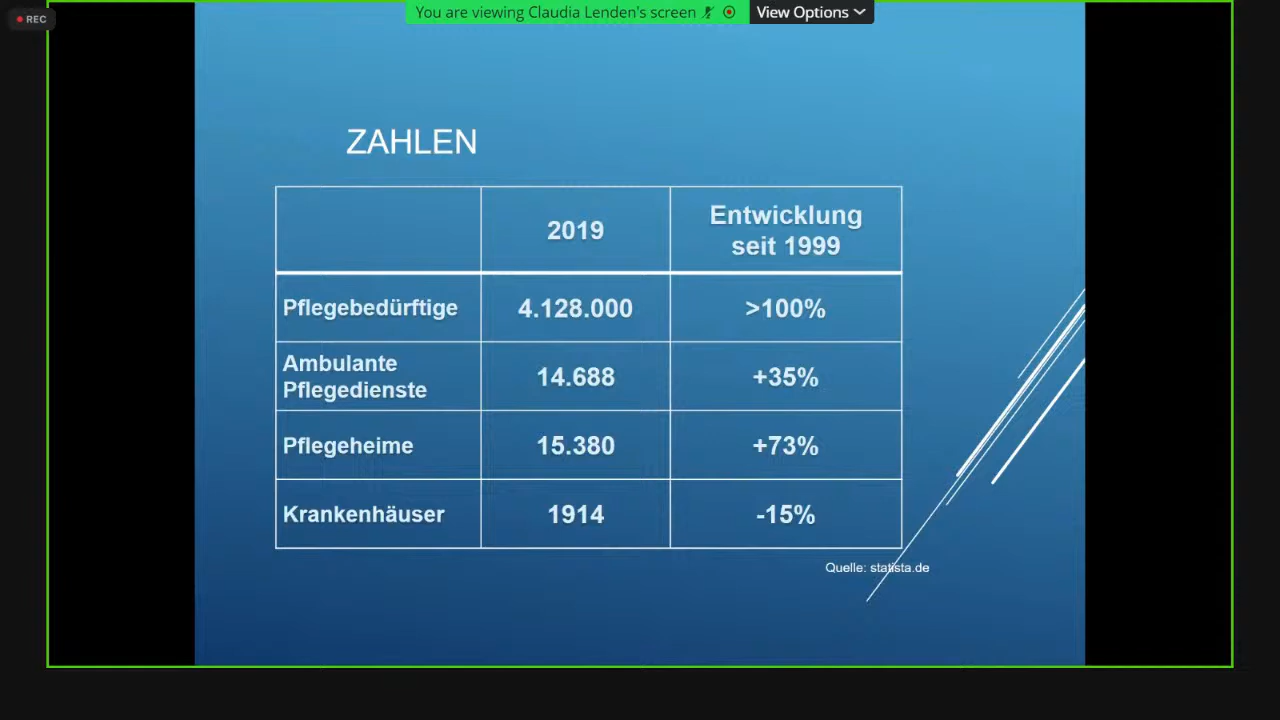 REC
You are viewing Claudia Lenden's screen
View Options
ZAHLEN
2019
Entwicklung
seit 1999
Pflegebedürftige 4.128.000 >100%
Ambulante
Pflegedienste
14.688 +35%
Pflegeheime 15.380 +73%
Krankenhäuser 1914 -15%
Quelle: statista.de